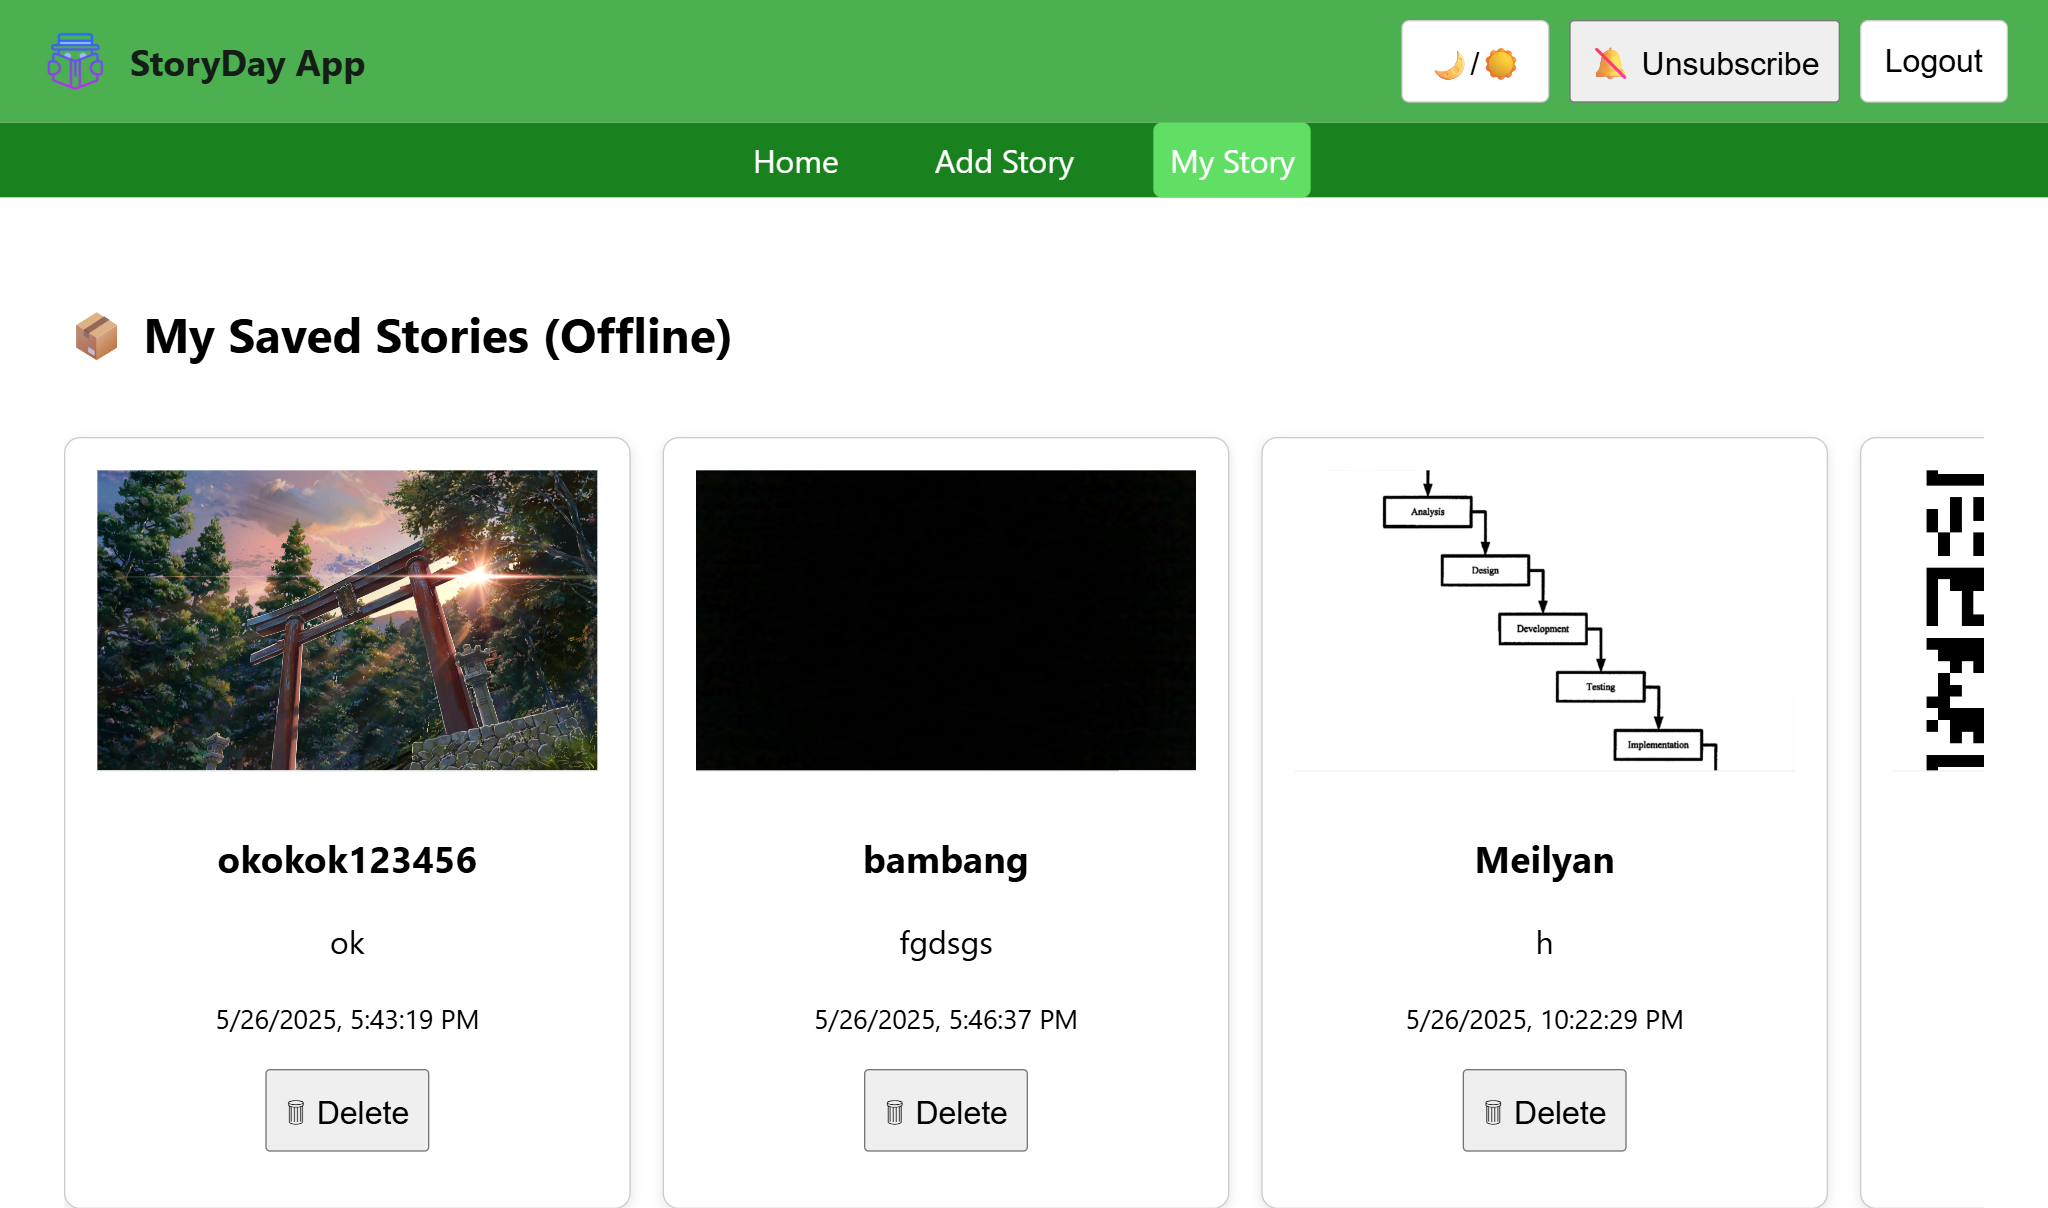 StoryDay App
🌙/☀️
Unsubscribe
Logout
Home
Add Story
My Story
My Saved Stories (Offline)
Analysis
Design
Development
Testing
Implementation
okokok123456
ok
5/26/2025, 5:43:19 PM
Delete
bambang
fgdsgs
5/26/2025, 5:46:37 PM
Delete
Meilyan
h
5/26/2025, 10:22:29 PM
Delete